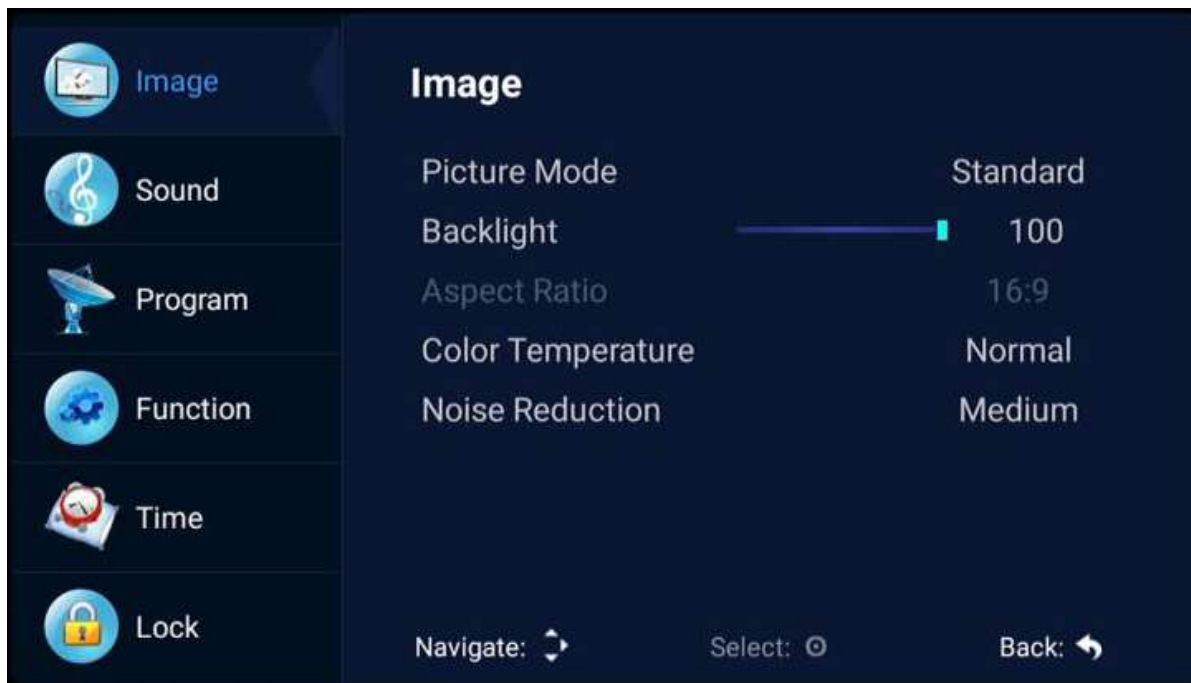 Image
Sound
Program
Function
Time
Lock
Image
Picture Mode Standard
Backlight 100
Aspect Ratio 16:9
Color Temperature Normal
Noise Reduction Medium
Navigate: Select: Back: